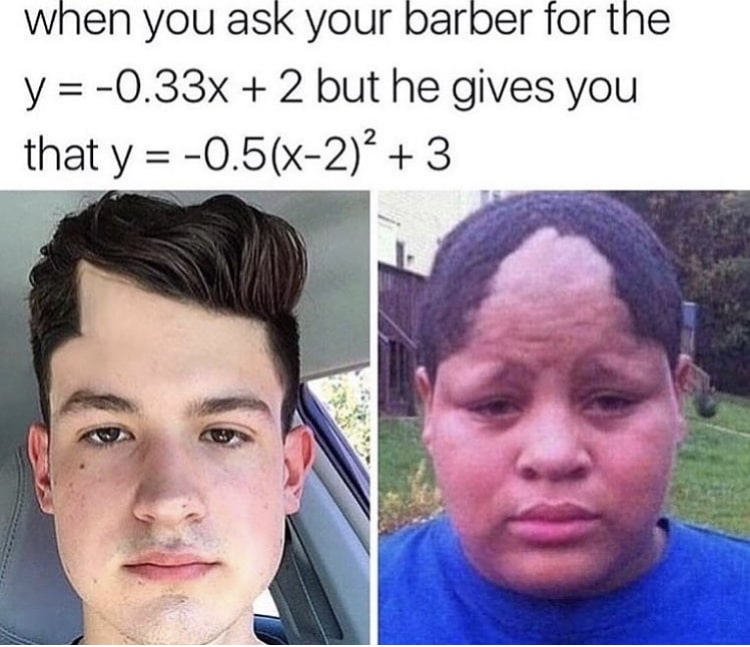 when you ask your barber for the
y = -0.33x + 2 but he gives you
that y = -0.5(x-2)² + 3